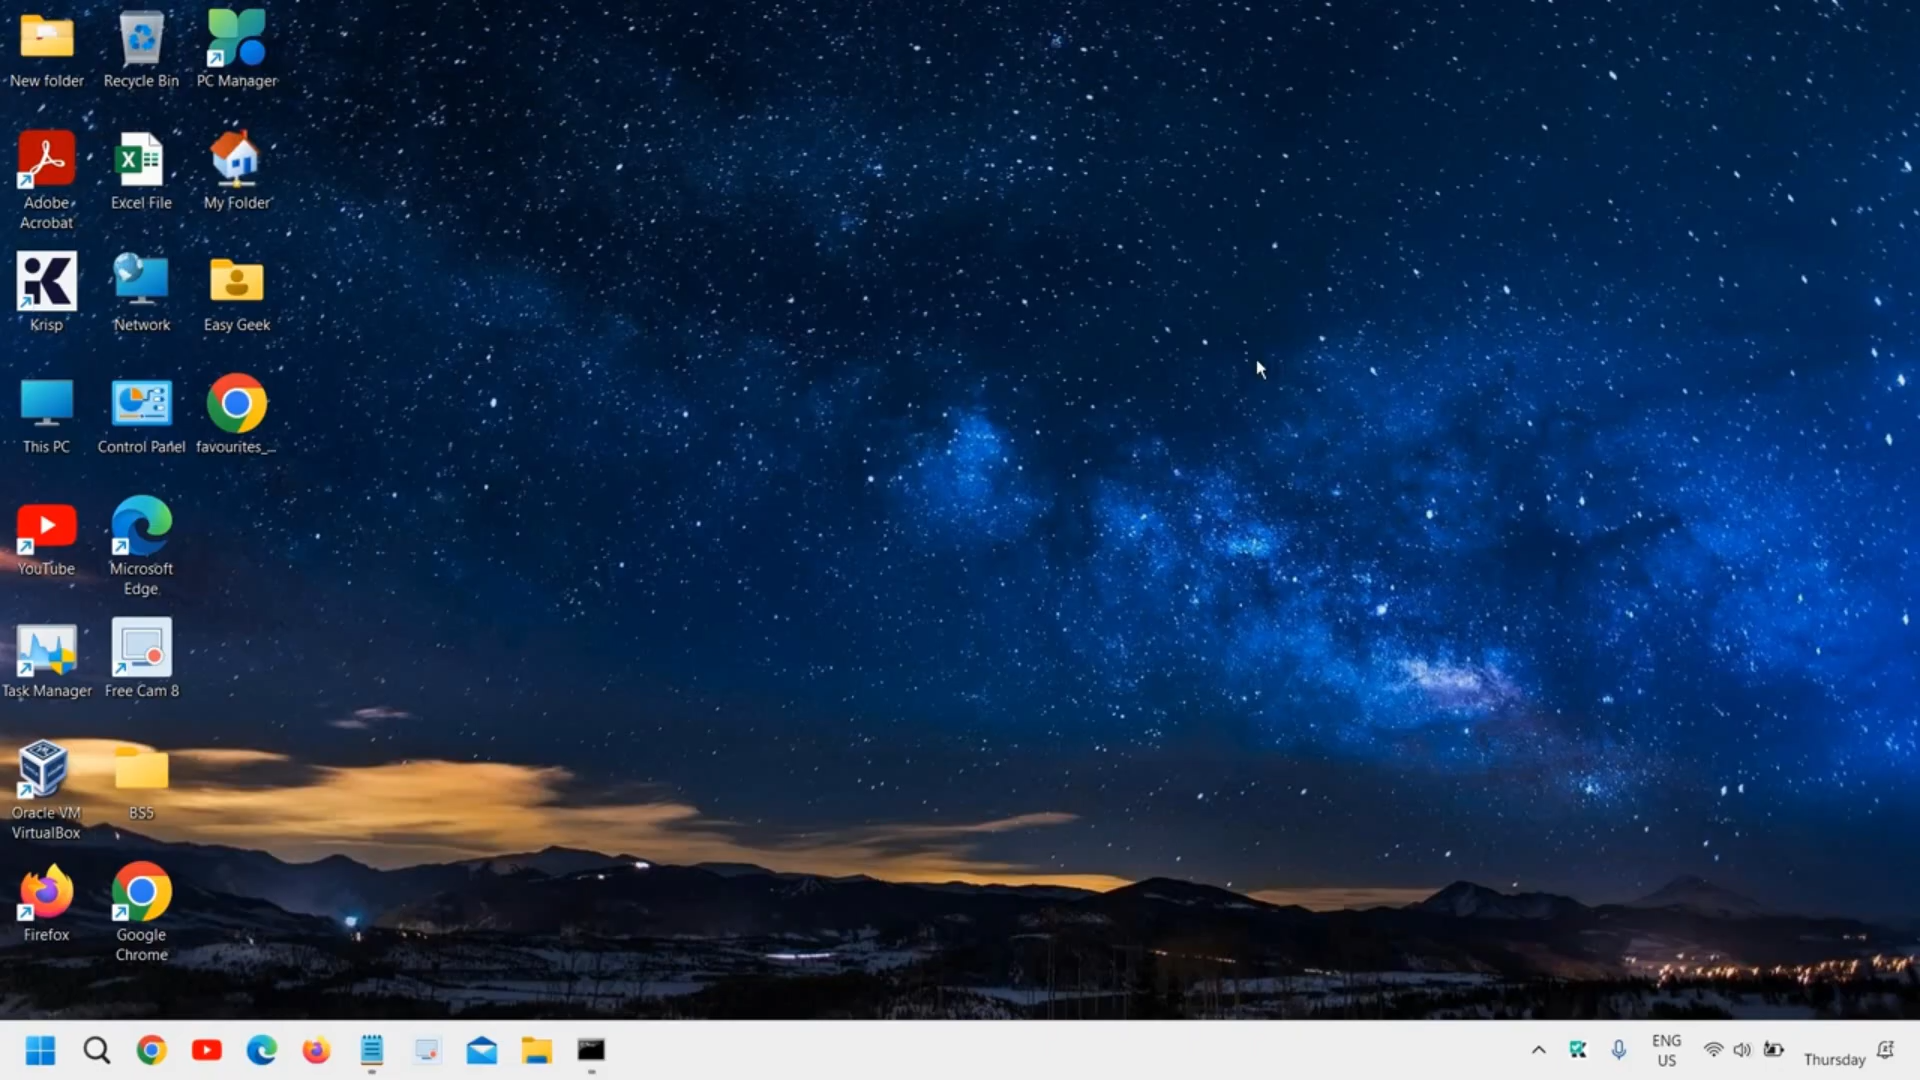 New folder
Recycle Bin
PC Manager
Adobe
Acrobat
Excel File
My Folder
Krisp
Network
Easy Geek
This PC
Control Panel
favourites_...
YouTube
Microsoft
Edge
Task Manager
Free Cam 8
Oracle VM
VirtualBox
BS5
Firefox
Google
Chrome
ENG
US
Thursday